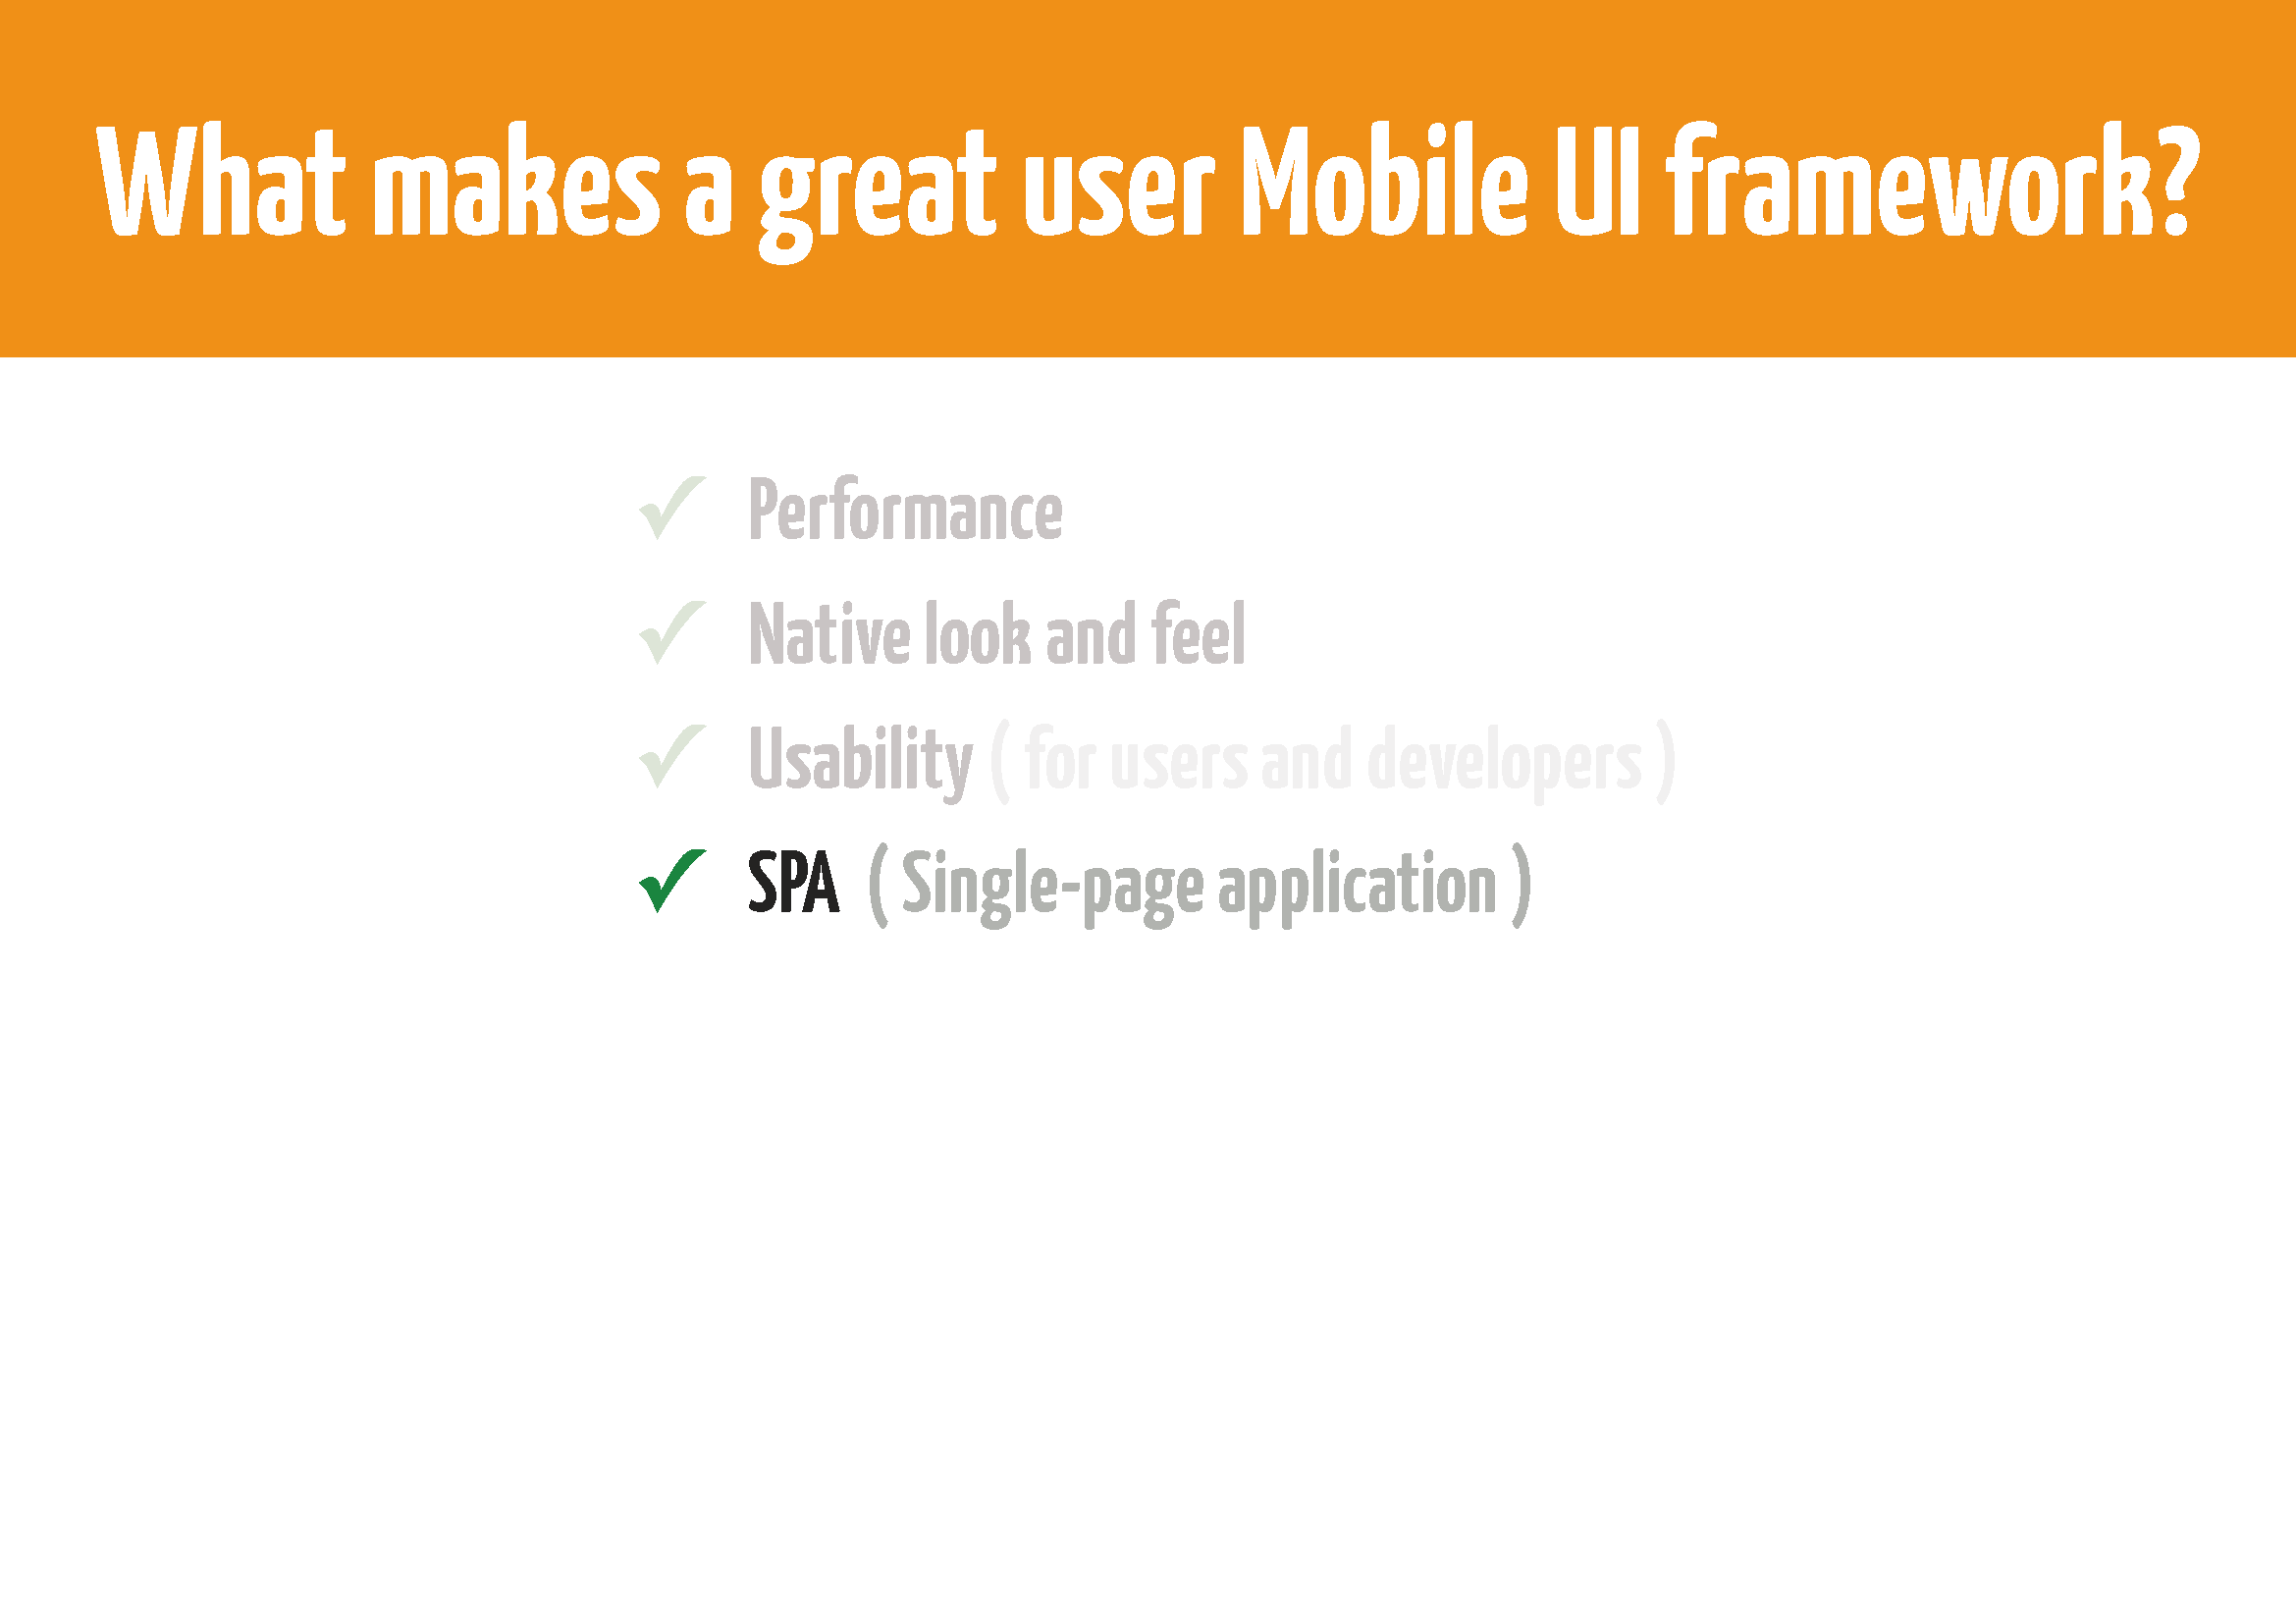 What makes a great user Mobile UI framework?
Performance
Native look and feel
Usability ( for users and developers )
SPA ( Single-page application )